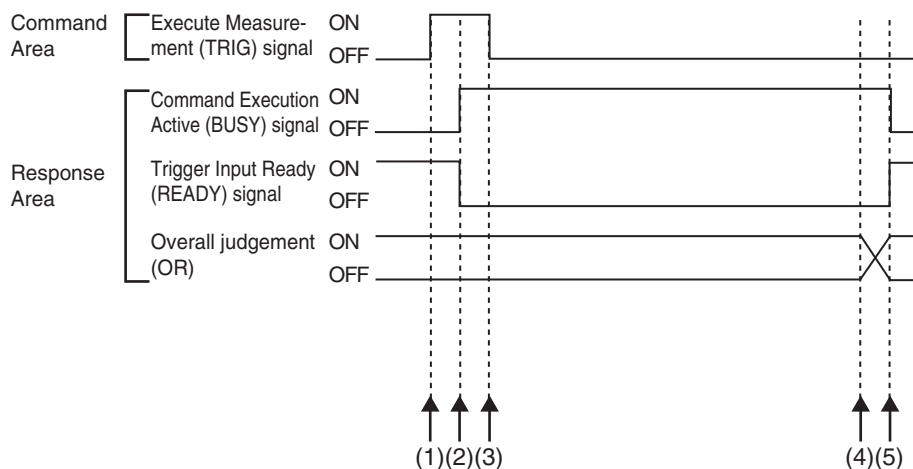 Command
Area
Execute Measure-
ment (TRIG) signal
ON
OFF
Response
Area
Command Execution
Active (BUSY) signal
ON
OFF
Trigger Input Ready
(READY) signal
ON
OFF
Overall judgement
(OR)
ON
OFF
(1)(2)(3)
(4)(5)